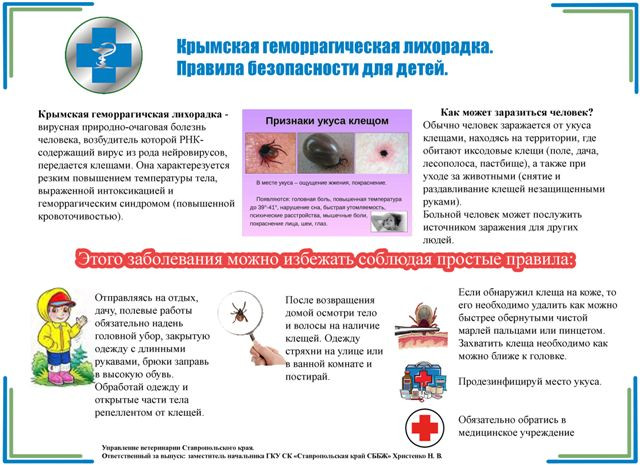 Крымская геморрагическая лихорадка.
Правила безопасности для детей.
Крымская геморрагичская лихорадка -
вирусная природно-очаговая болезнь
человека, возбудитель которой РНК-
содержащий вирус из рода нейровирусов,
передается клещами. Она характерезуется
резким повышением температуры тела,
выраженной интоксикацией и
геморрагическим синдромом (повышенной
кровоточивостью).
Признаки укуса клещом
В месте укуса – ощущение жжения, покраснение.
Появляются: головная боль, повышенная температура
до 39°-41°, нарушение сна, быстрая утомляемость,
психические расстройства, мышечные боли,
покраснение лица, шеи, глаз.
Как может заразиться человек?
Обычно человек заражается от укуса
клещами, находясь на территории, где
обитают иксодовые клещи (поле, дача,
лесополоса, пастбище), а также при
уходе за животными (снятие и
раздавливание клещей незащищенными
руками).
Больной человек может послужить
источником заражения для других
людей.
Этого заболевания можно избежать соблюдая простые правила:
Отправляясь на отдых,
дачу, полевые работы
обязательно надень
головной убор, закрытую
одежду с длинными
рукавами, брюки заправь
в высокую обувь.
Обработай одежду и
открытые части тела
репеллентом от клещей.
После возвращения
домой осмотри тело
и волосы на наличие
клещей. Одежду
стряхни на улице или
в ванной комнате и
постирай.
Если обнаружил клеща на коже, то
его необходимо удалить как можно
быстрее обернутыми чистой
марлей пальцами или пинцетом.
Захватить клеща необходимо как
можно ближе к головке.
Продезинфицируй место укуса.
Обязательно обратись в
медицинское учреждение
Управление ветеринарии Ставропольского края.
Ответственный за выпуск: заместитель начальника ГКУ СК «Ставропольская край СББЖ» Христенко Н. В.